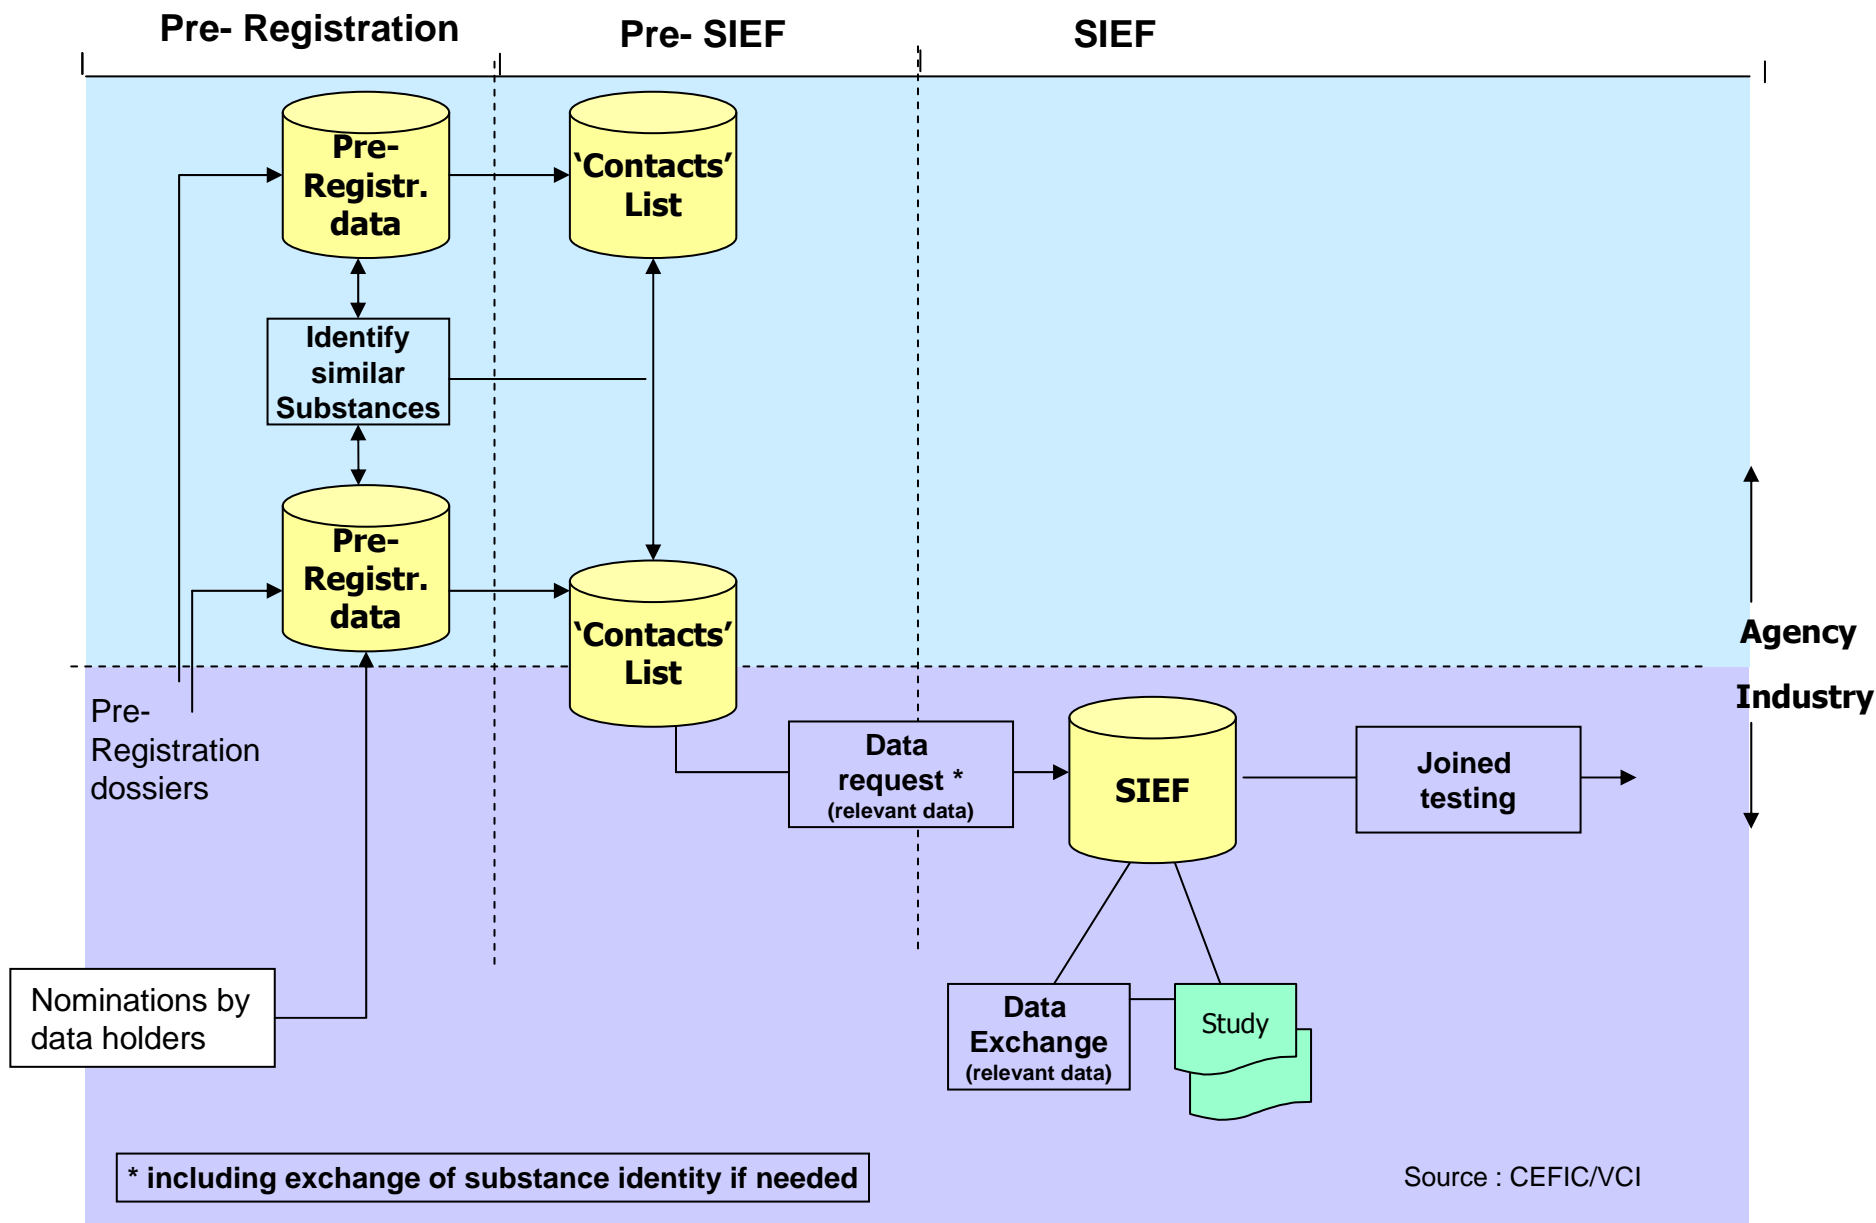 Pre- Registration
Pre- SIEF
SIEF
Pre-
Registr.
data
‘Contacts’
List
Identify
similar
Substances
Pre-
Registr.
data
‘Contacts’
List
Agency
Industry
Pre-
Registration
dossiers
Data
request *
(relevant data)
SIEF
Joined
testing
Nominations by
data holders
Data
Exchange
(relevant data)
Study
* including exchange of substance identity if needed
Source : CEFIC/VCI